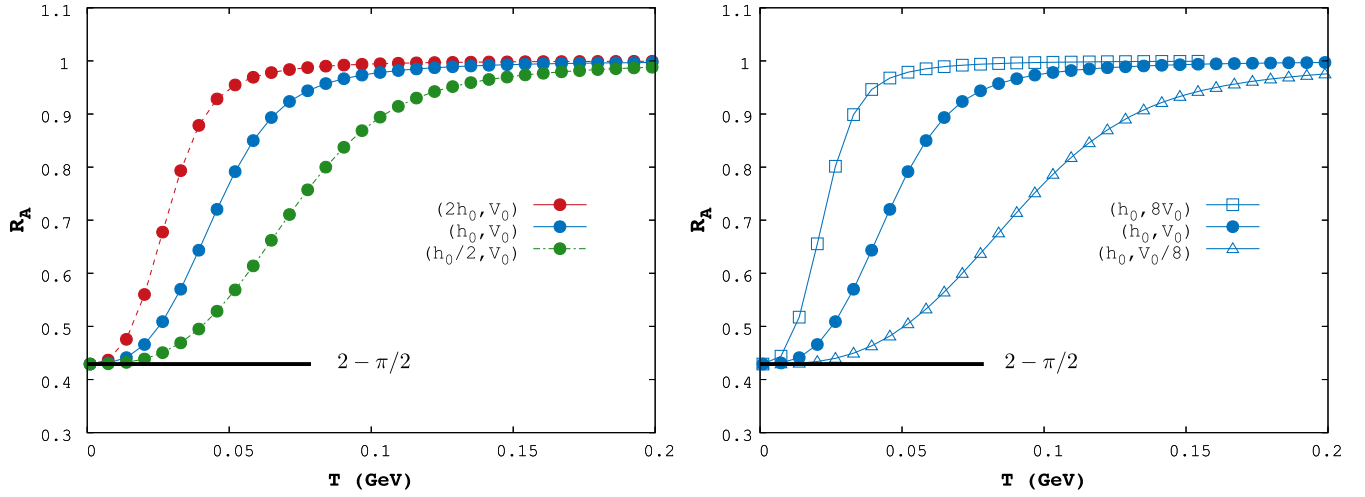 1.1
1
0.9
0.8
0.7
0.6
0.5
0.4
0.3
R_A
(2h_0,V_0)
(h_0,V_0)
(h_0/2,V_0)
2 − π/2
0 0.05 0.1 0.15 0.2
T (GeV)
1.1
1
0.9
0.8
0.7
0.6
0.5
0.4
0.3
R_A
(h_0,8V_0)
(h_0,V_0)
(h_0,V_0/8)
2 − π/2
0 0.05 0.1 0.15 0.2
T (GeV)